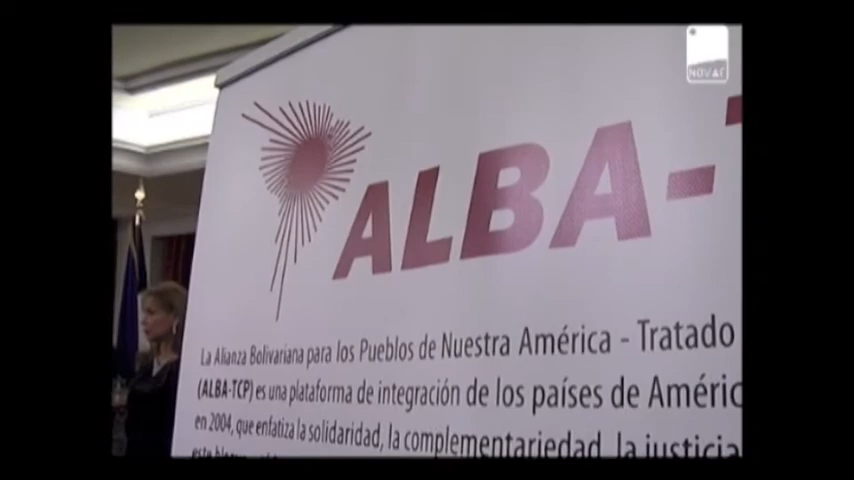 NOVAE
ALBA-T
La Alianza Bolivariana para los Pueblos de Nuestra América - Tratado
(ALBA-TCP) es una plataforma de integración de los países de Améric
en 2004, que enfatiza la solidaridad, la complementariedad, la justicia